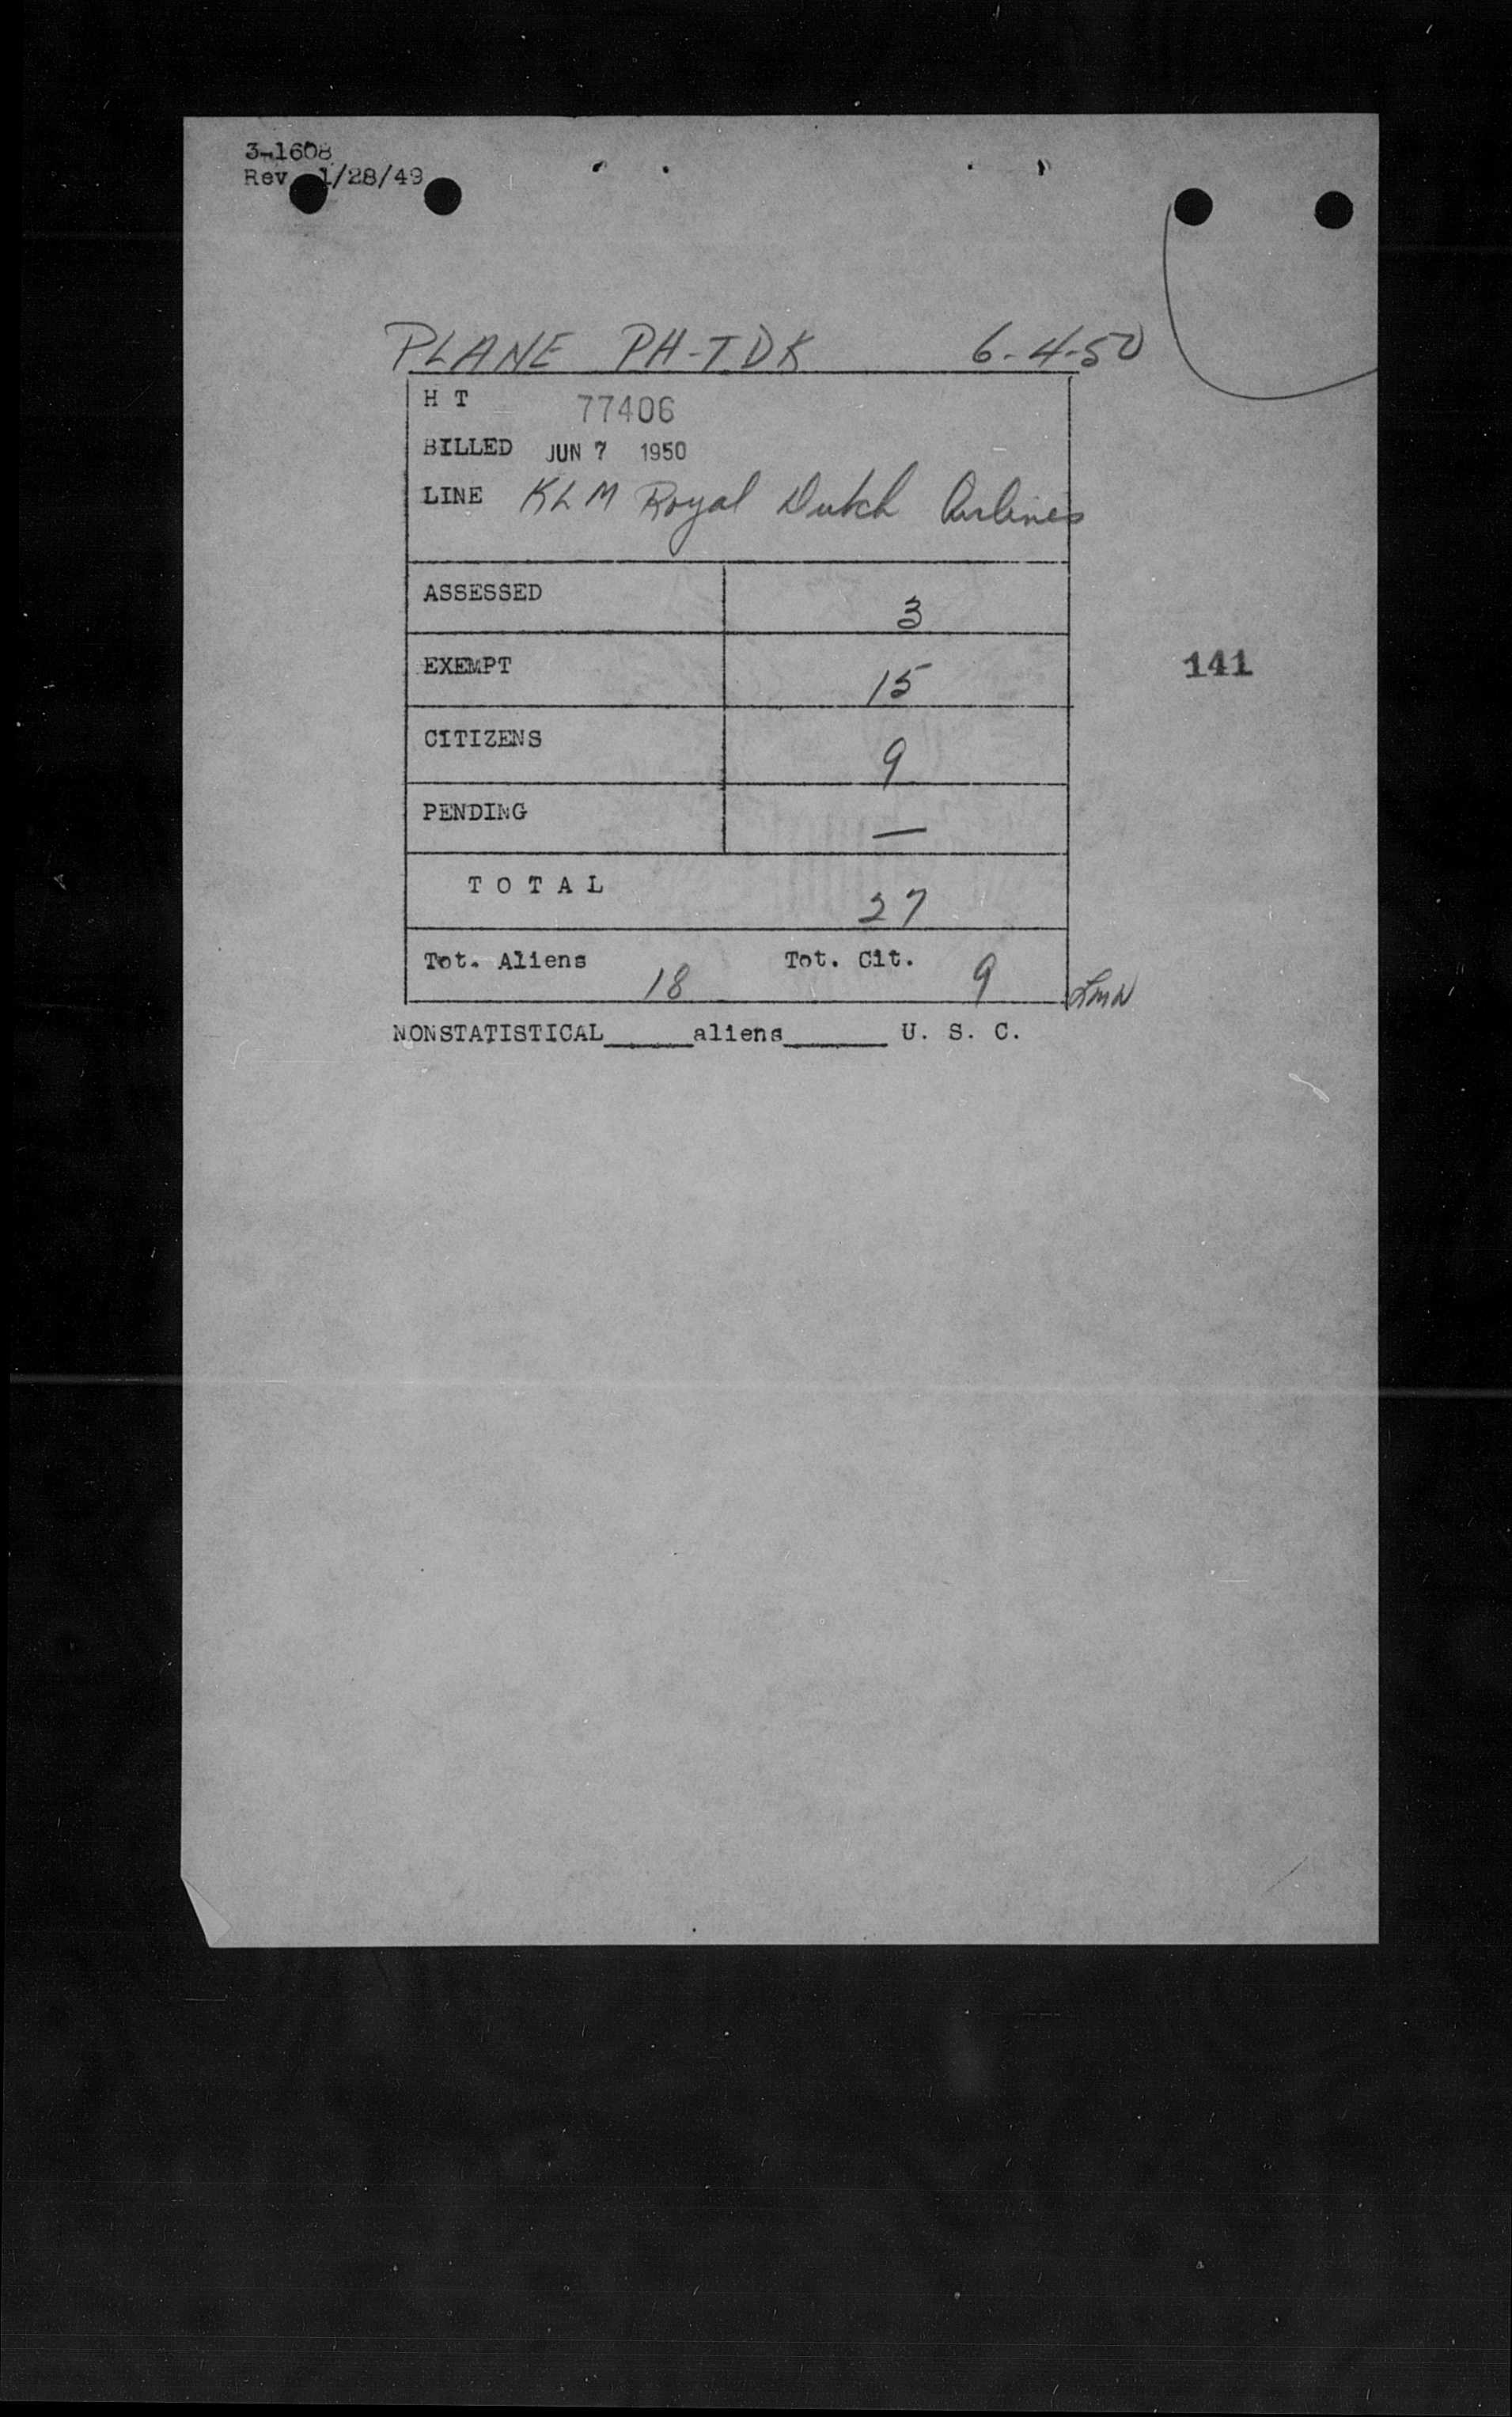 3-1608
Rev. 1/28/49
PLANE PH-TDK 6-4-50
H T 77406
BILLED JUN 7 1950
LINE KLM Royal Dutch Airlines
ASSESSED 3
EXEMPT 15
141
CITIZENS 9
PENDING —
TOTAL 27
Tot. Aliens 18 Tot. Cit. 9 LMN
NONSTATISTICAL_____aliens______ U. S. C.